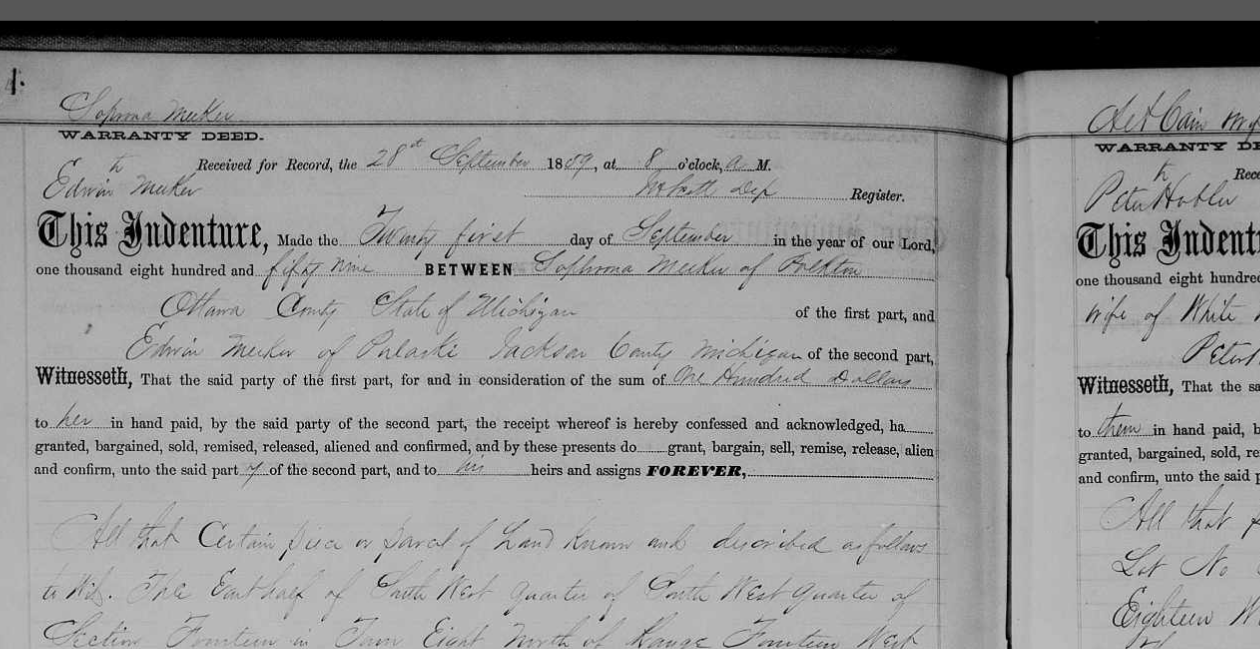 4.
Sophrona Meeker
WARRANTY DEED.
to
Edwin Meeker
Received for Record, the 28th September 1859, at 8 o'clock, A M.
Dep Register.
This Indenture, Made the Twenty first day of September in the year of our Lord,
one thousand eight hundred and fifty nine BETWEEN Sophrona Meeker of Polkton
Ottawa County State of Michigan of the first part, and
Edwin Meeker of Pulaski Jackson County Michigan of the second part,
Witnesseth, That the said party of the first part, for and in consideration of the sum of One Hundred Dollars
to her in hand paid, by the said party of the second part, the receipt whereof is hereby confessed and acknowledged, ha
granted, bargained, sold, remised, released, aliened and confirmed, and by these presents do grant, bargain, sell, remise, release, alien
and confirm, unto the said part y of the second part, and to his heirs and assigns FOREVER,
All that Certain piece or parcel of Land Known and described as follows
to Wit. The East half of South West quarter of South West quarter of
Section Fourteen in Town Eight North of Range Fourteen West
WARRANTY DE
to
Peter Hobler
Rece
This Indent
one thousand eight hundre
wife of White
Peter
Witnesseth, That the sa
to them in hand paid, b
granted, bargained, sold, re
and confirm, unto the said p
All that p
Lot No
Eighteen W